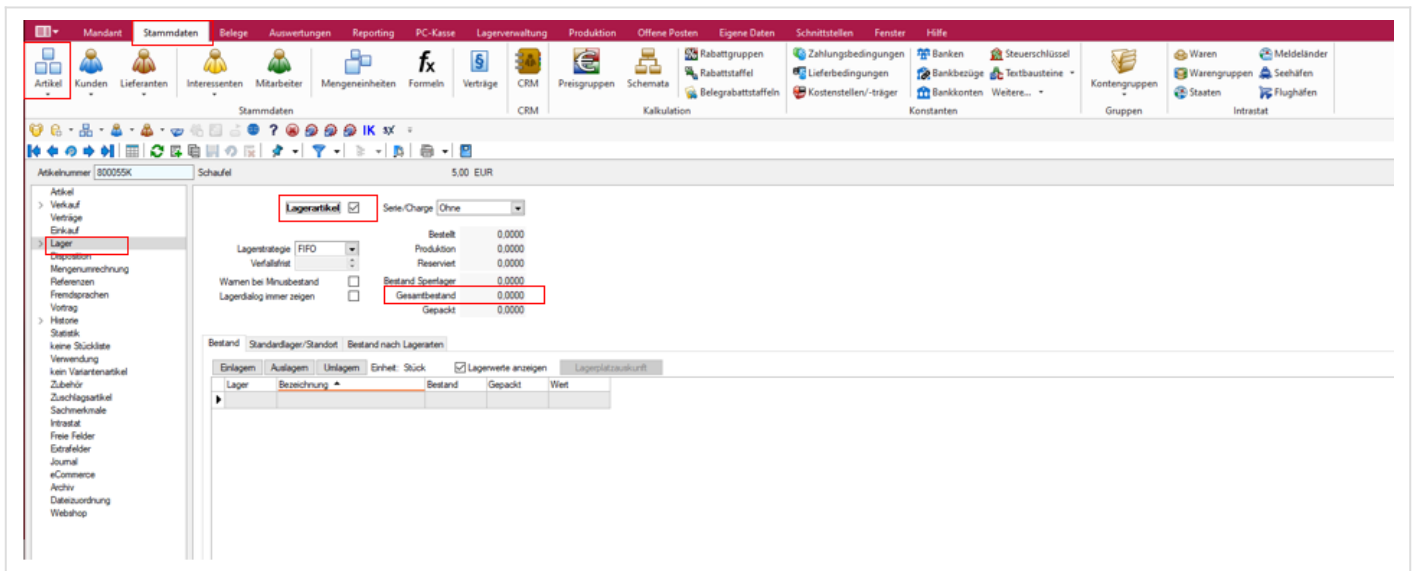 Mandant Stammdaten Belege Auswertungen Reporting PC-Kasse Lagerverwaltung Produktion Offene Posten Eigene Daten Schnittstellen Fenster Hilfe
Artikel Kunden Lieferanten Interessenten Mitarbeiter Mengeneinheiten Formeln Verträge CRM Preisgruppen Schemata Rabattgruppen Zahlungsbedingungen Banken Steuerschlüssel Kontengruppen Waren Meldeländer
Rabattstaffel Lieferbedingungen Bankbezüge Textbausteine Warengruppen Seehäfen
Belegrabattstaffeln Kostenstellen/-träger Bankkonten Weitere... Staaten Flughäfen
Stammdaten CRM Kalkulation Konstanten Gruppen Intrastat
? IK
Artikelnummer 800055K Schaufel 5,00 EUR
Artikel
Verkauf
Verträge
Einkauf
Lager
Disposition
Mengenumrechnung
Referenzen
Fremdsprachen
Vortrag
Historie
Statistik
keine Stückliste
Verwendung
kein Variantenartikel
Zubehör
Zuschlagsartikel
Sachmerkmale
Intrastat
Freie Felder
Extrafelder
Journal
eCommerce
Archiv
Dateizuordnung
Webshop
Lagerartikel Serie/Charge Ohne
Bestellt 0,0000
Lagerstrategie FIFO Produktion 0,0000
Verfallsfrist Reserviert 0,0000
Warnen bei Minusbestand Bestand Sperrlager 0,0000
Lagerdialog immer zeigen Gesamtbestand 0,0000
Gepackt 0,0000
Bestand Standardlager/Standort Bestand nach Lagerarten
Einlagern Auslagern Umlagern Einheit: Stück Lagerwerte anzeigen Lagerplatzauskunft
Lager Bezeichnung Bestand Gepackt Wert